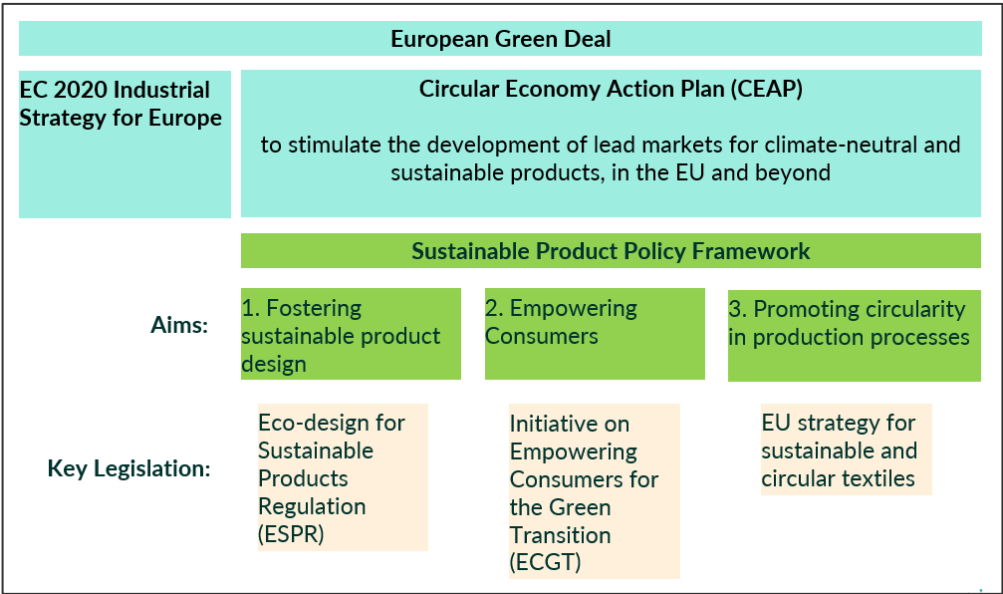 European Green Deal
EC 2020 Industrial
Strategy for Europe
Circular Economy Action Plan (CEAP)
to stimulate the development of lead markets for climate-neutral and
sustainable products, in the EU and beyond
Sustainable Product Policy Framework
Aims:
1. Fostering
sustainable product
design
2. Empowering
Consumers
3. Promoting circularity
in production processes
Key Legislation:
Eco-design for
Sustainable
Products
Regulation
(ESPR)
Initiative on
Empowering
Consumers for
the Green
Transition
(ECGT)
EU strategy for
sustainable and
circular textiles